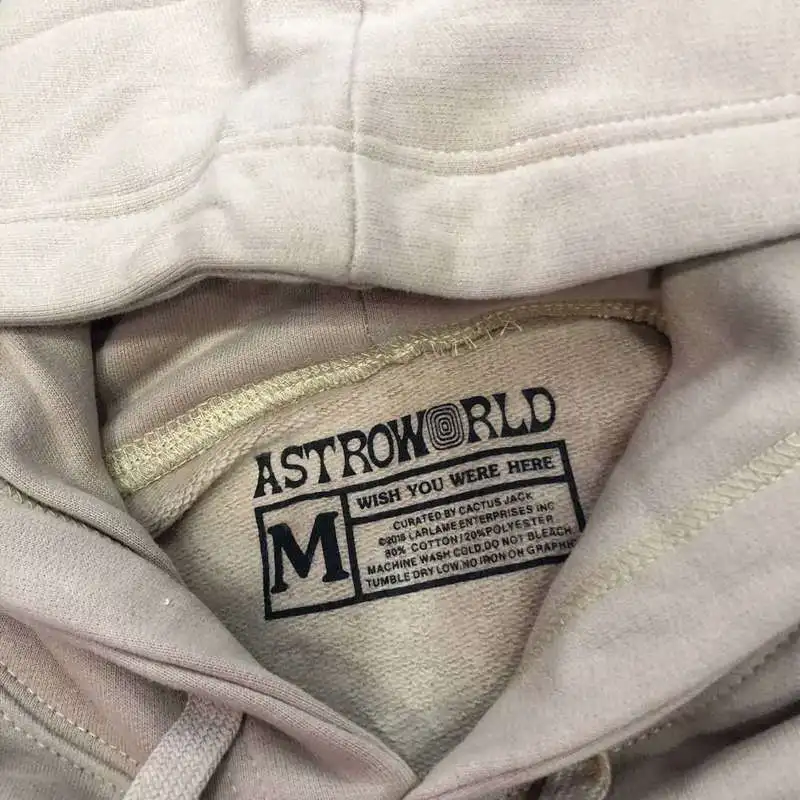 ASTROWORLD
M
WISH YOU WERE HERE
CURATED BY CACTUS JACK
©2018 LARLAME ENTERPRISES INC
80% COTTON/20%POLYESTER
MACHINE WASH COLD.DO NOT BLEACH
TUMBLE DRY LOW.NO IRON ON GRAPHI